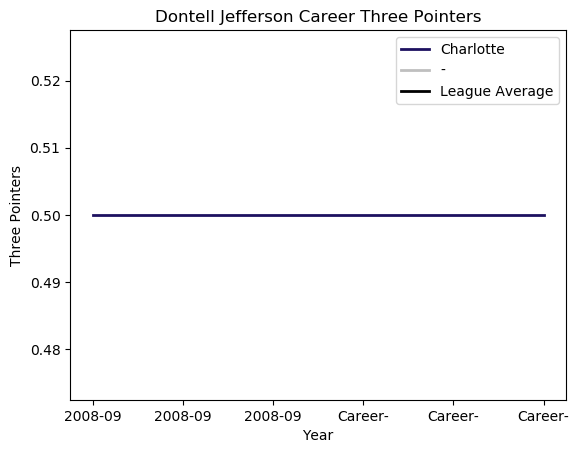 Dontell Jefferson Career Three Pointers
Charlotte
-
League Average
0.52
0.51
0.50
0.49
0.48
Three Pointers
2008-09 2008-09 2008-09 Career- Career- Career-
Year